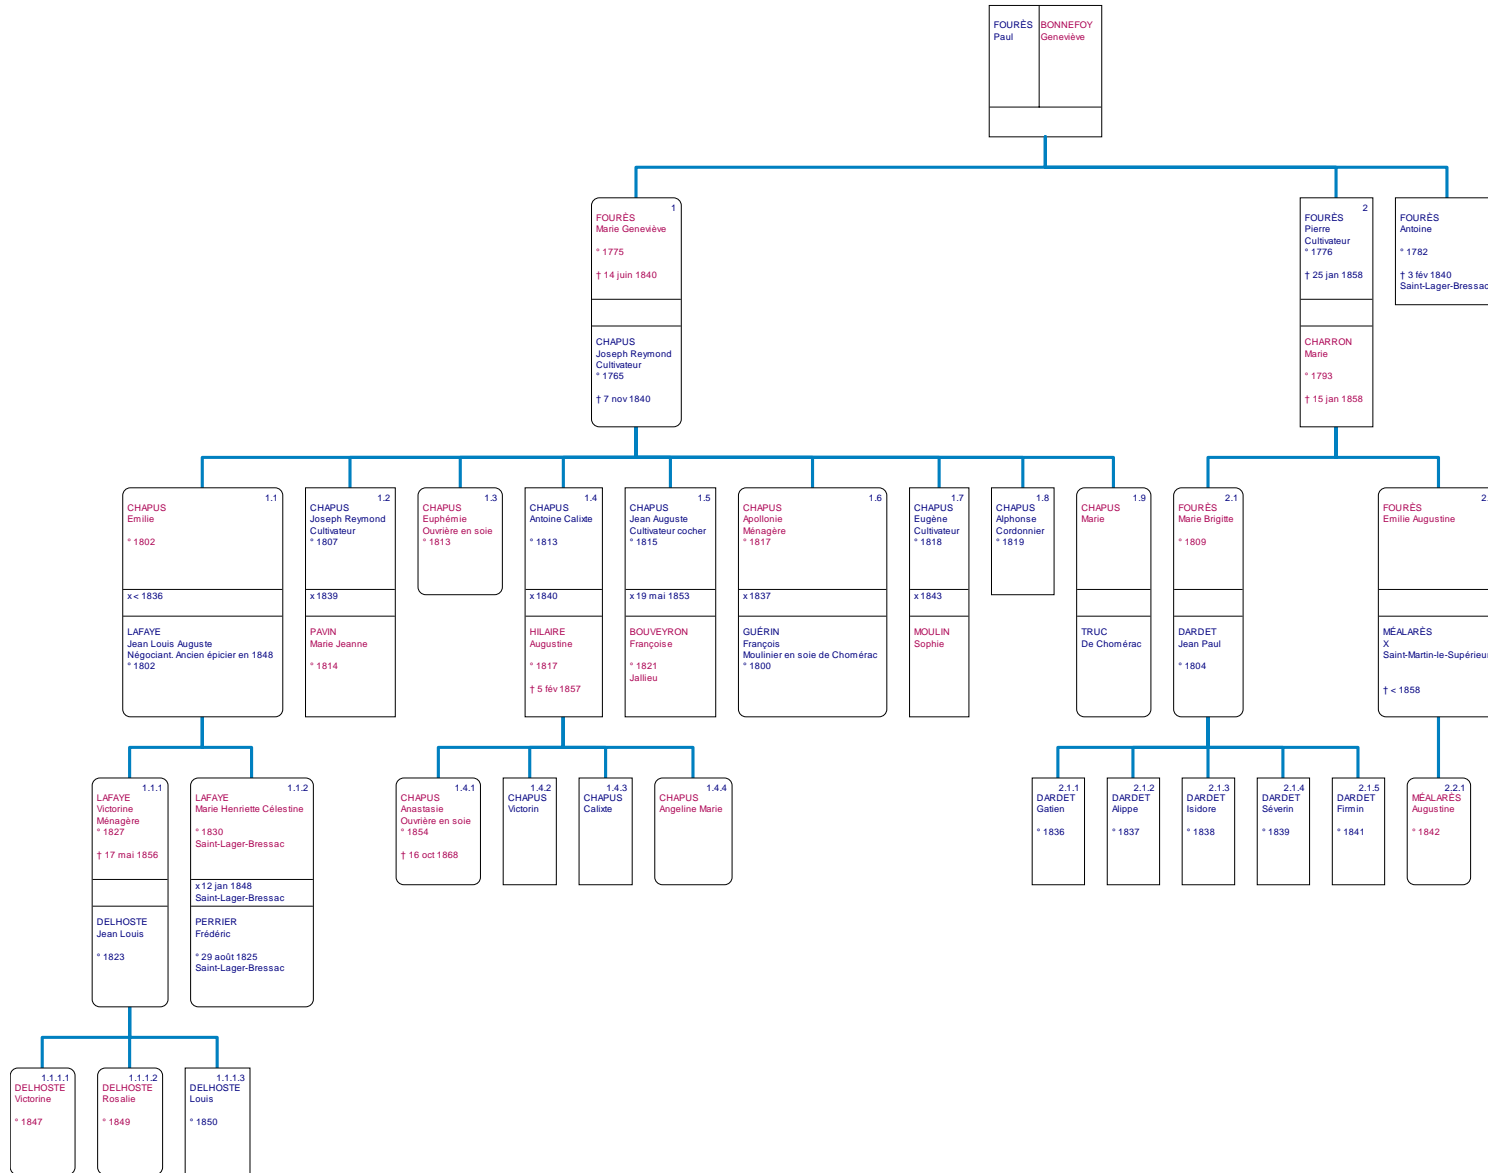 FOURÈS
Paul
BONNEFOY
Geneviève
1
FOURÈS
Marie Geneviève
° 1775
† 14 juin 1840
CHAPUS
Joseph Reymond
Cultivateur
° 1765
† 7 nov 1840
2
FOURÈS
Pierre
Cultivateur
° 1776
† 25 jan 1858
CHARRON
Marie
° 1793
† 15 jan 1858
FOURÈS
Antoine
° 1782
† 3 fév 1840
Saint-Lager-Bressac
1.1
CHAPUS
Emilie
° 1802
x < 1836
LAFAYE
Jean Louis Auguste
Négociant. Ancien épicier en 1848
° 1802
1.2
CHAPUS
Joseph Reymond
Cultivateur
° 1807
x 1839
PAVIN
Marie Jeanne
° 1814
1.3
CHAPUS
Euphémie
Ouvrière en soie
° 1813
1.4
CHAPUS
Antoine Calixte
° 1813
x 1840
HILAIRE
Augustine
° 1817
† 5 fév 1857
1.5
CHAPUS
Jean Auguste
Cultivateur cocher
° 1815
x 19 mai 1853
BOUVEYRON
Françoise
° 1821
Jallieu
1.6
CHAPUS
Apollonie
Ménagère
° 1817
x 1837
GUÉRIN
François
Moulinier en soie de Chomérac
° 1800
1.7
CHAPUS
Eugène
Cultivateur
° 1818
x 1843
MOULIN
Sophie
1.8
CHAPUS
Alphonse
Cordonnier
° 1819
1.9
CHAPUS
Marie
TRUC
De Chomérac
2.1
FOURÈS
Marie Brigitte
° 1809
DARDET
Jean Paul
° 1804
2.
FOURÈS
Emilie Augustine
MÉALARÈS
X
Saint-Martin-le-Supérieur
† < 1858
1.1.1
LAFAYE
Victorine
Ménagère
° 1827
† 17 mai 1856
DELHOSTE
Jean Louis
° 1823
1.1.2
LAFAYE
Marie Henriette Célestine
° 1830
Saint-Lager-Bressac
x 12 jan 1848
Saint-Lager-Bressac
PERRIER
Frédéric
° 29 août 1825
Saint-Lager-Bressac
1.4.1
CHAPUS
Anastasie
Ouvrière en soie
° 1854
† 16 oct 1868
1.4.2
CHAPUS
Victorin
1.4.3
CHAPUS
Calixte
1.4.4
CHAPUS
Angeline Marie
2.1.1
DARDET
Gatien
° 1836
2.1.2
DARDET
Alippe
° 1837
2.1.3
DARDET
Isidore
° 1838
2.1.4
DARDET
Séverin
° 1839
2.1.5
DARDET
Firmin
° 1841
2.2.1
MÉALARÈS
Augustine
° 1842
1.1.1.1
DELHOSTE
Victorine
° 1847
1.1.1.2
DELHOSTE
Rosalie
° 1849
1.1.1.3
DELHOSTE
Louis
° 1850